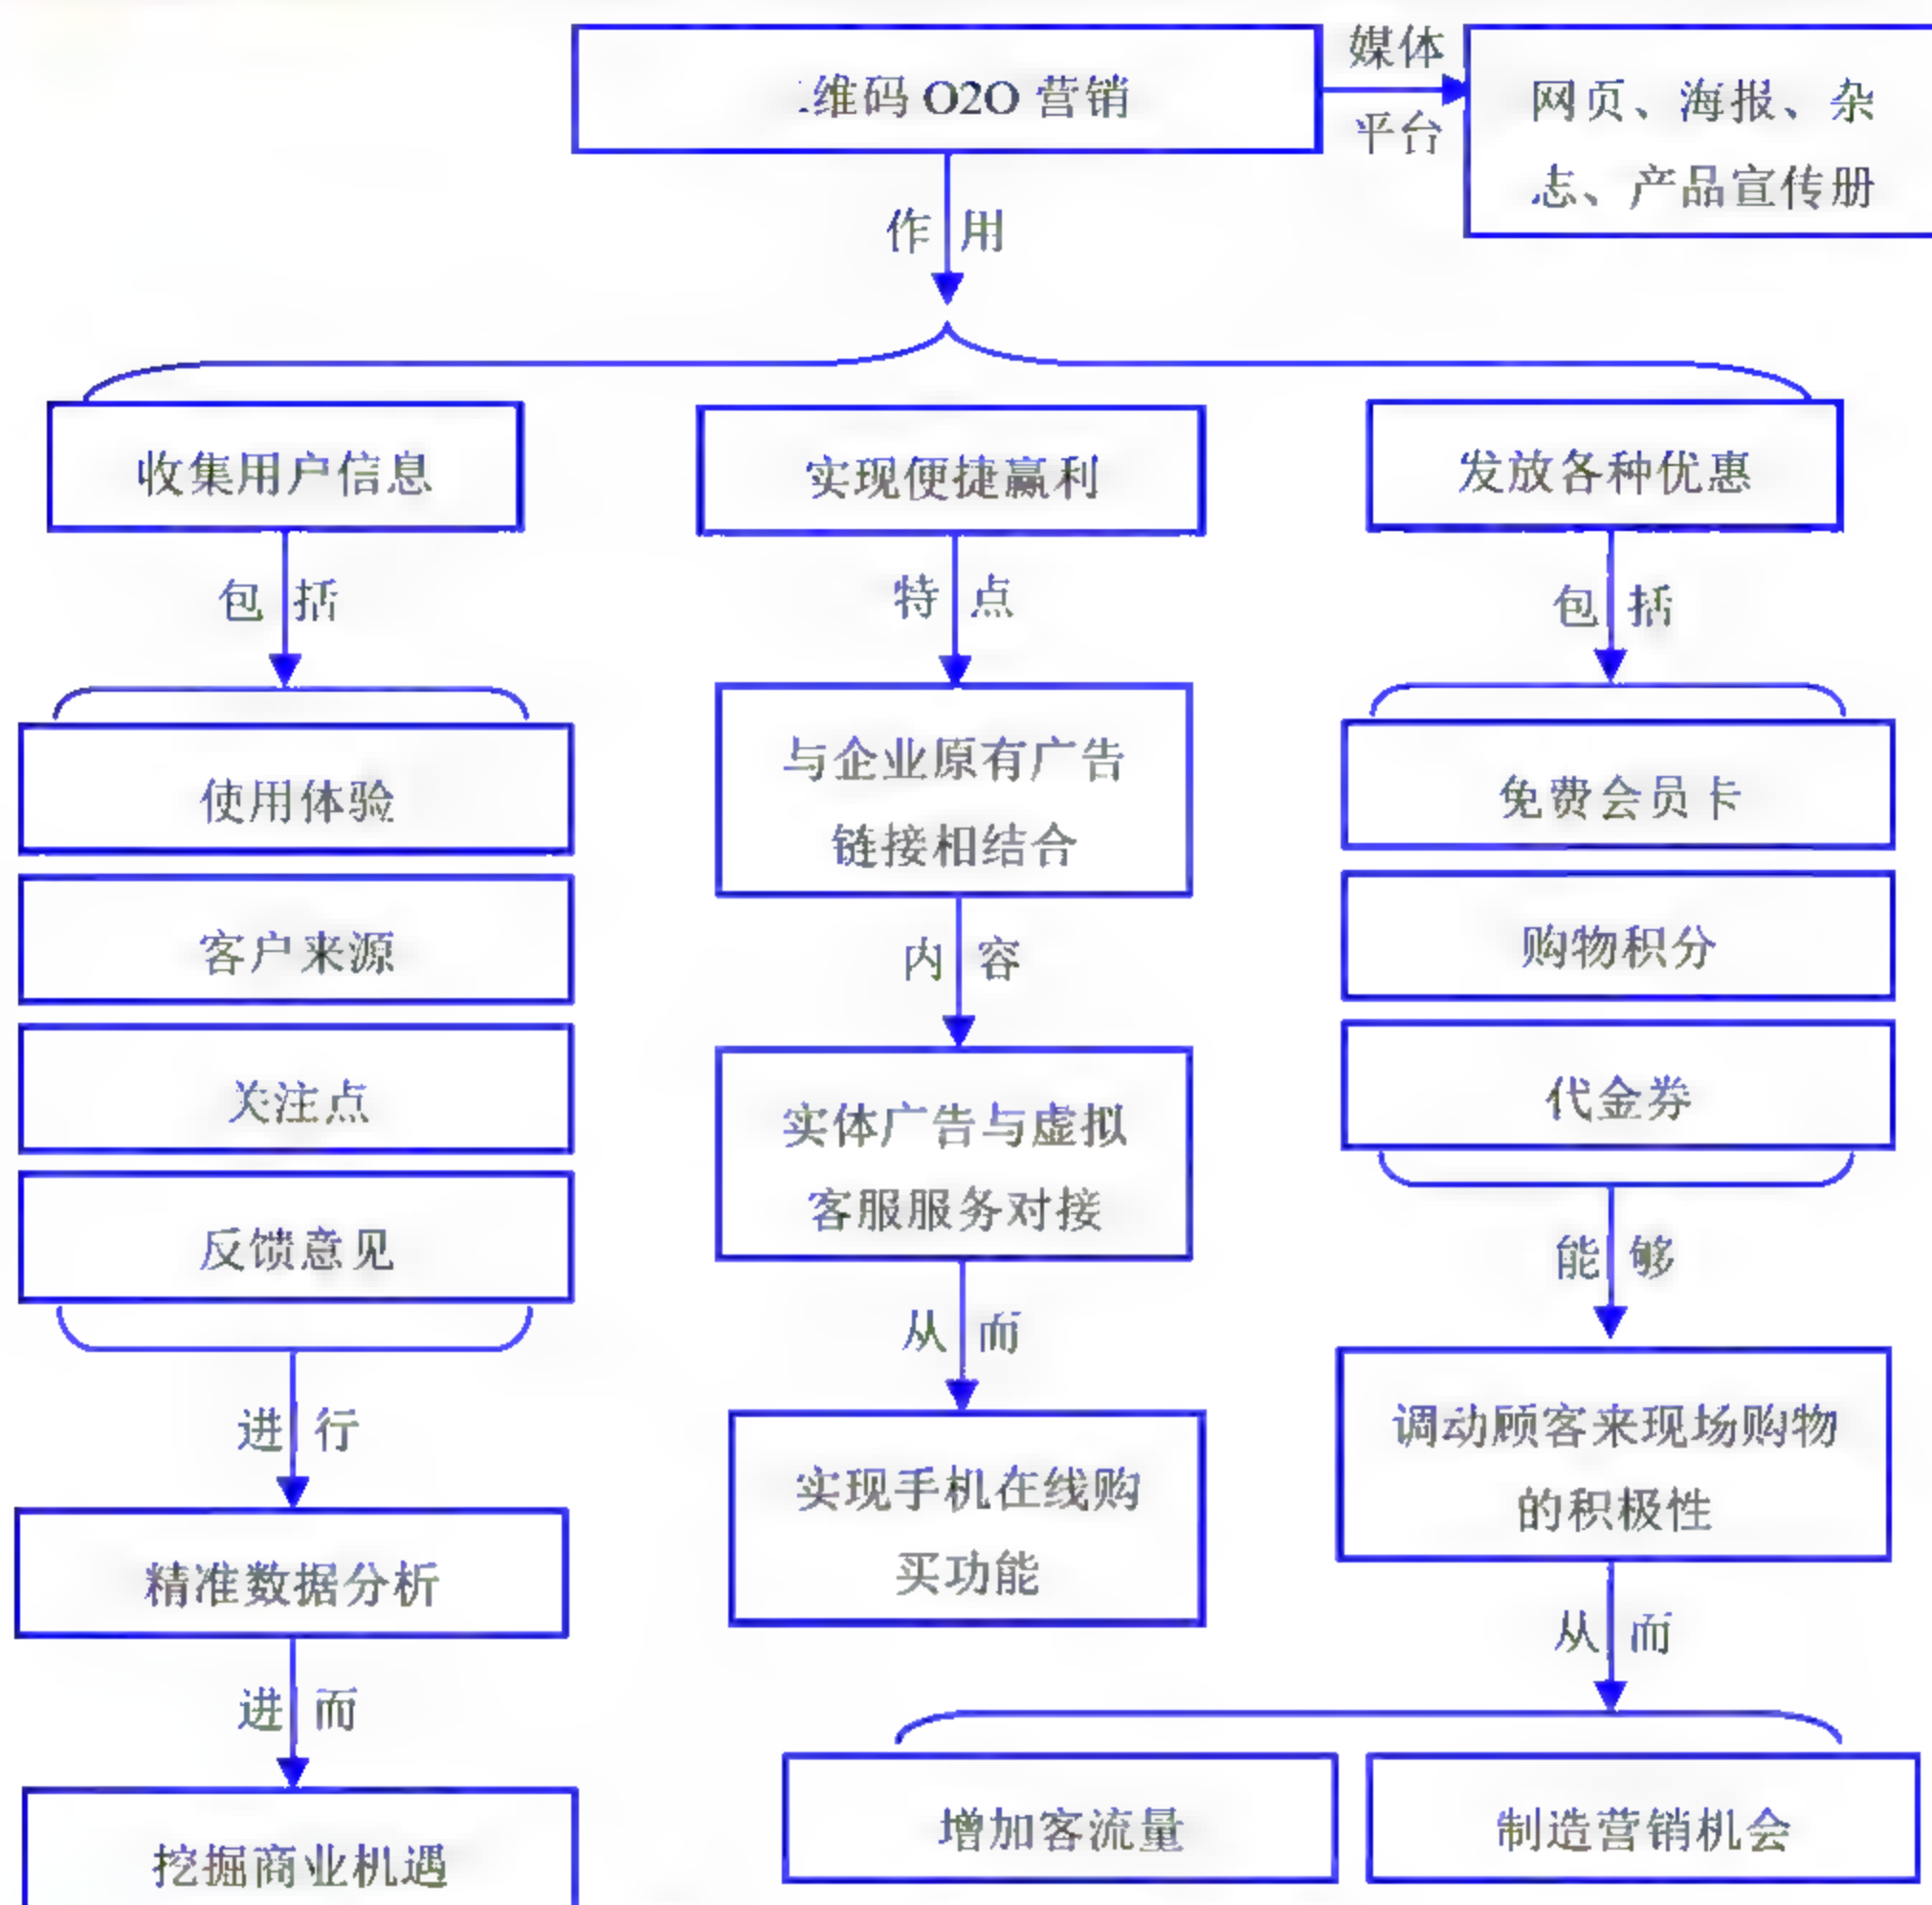 二维码 O2O 营销
媒体
平台
网页、海报、杂
志、产品宣传册
作用
收集用户信息
实现便捷赢利
发放各种优惠
包括
特点
包括
使用体验
客户来源
关注点
反馈意见
与企业原有广告
链接相结合
免费会员卡
购物积分
代金券
内容
实体广告与虚拟
客服服务对接
能够
从而
进行
调动顾客来现场购物
的积极性
实现手机在线购
买功能
精准数据分析
从而
进而
增加客流量
制造营销机会
挖掘商业机遇